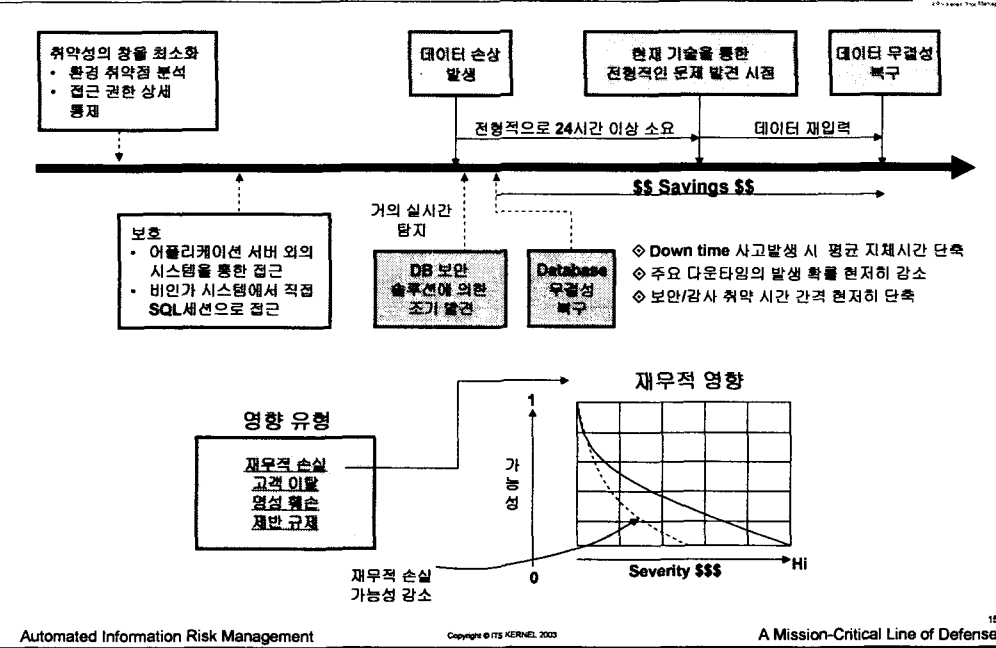 취약성의 창을 최소화
• 환경 취약점 분석
• 접근 권한 상세
통제
데이터 손상
발생
현재 기술을 통한
전형적인 문제 발견 시점
데이터 무결성
복구
전형적으로 24시간 이상 소요
데이터 재입력
$$ Savings $$
거의 실시간
탐지
보호
• 어플리케이션 서버 외의
시스템을 통한 접근
• 비인가 시스템에서 직접
SQL세션으로 접근
DB 보안
솔루션에 의한
조기 발견
Database
무결성
복구
◇ Down time 사고발생 시 평균 지체시간 단축
◇ 주요 다운타임의 발생 확률 현저히 감소
◇ 보안/감사 취약 시간 간격 현저히 단축
영향 유형
재무적 손실
고객 이탈
명성 훼손
제반 규제
재무적 영향
1
가
능
성
0
Severity $$$
Hi
재무적 손실
가능성 감소
15
Automated Information Risk Management
Copyright © ITS KERNEL 2003
A Mission-Critical Line of Defense